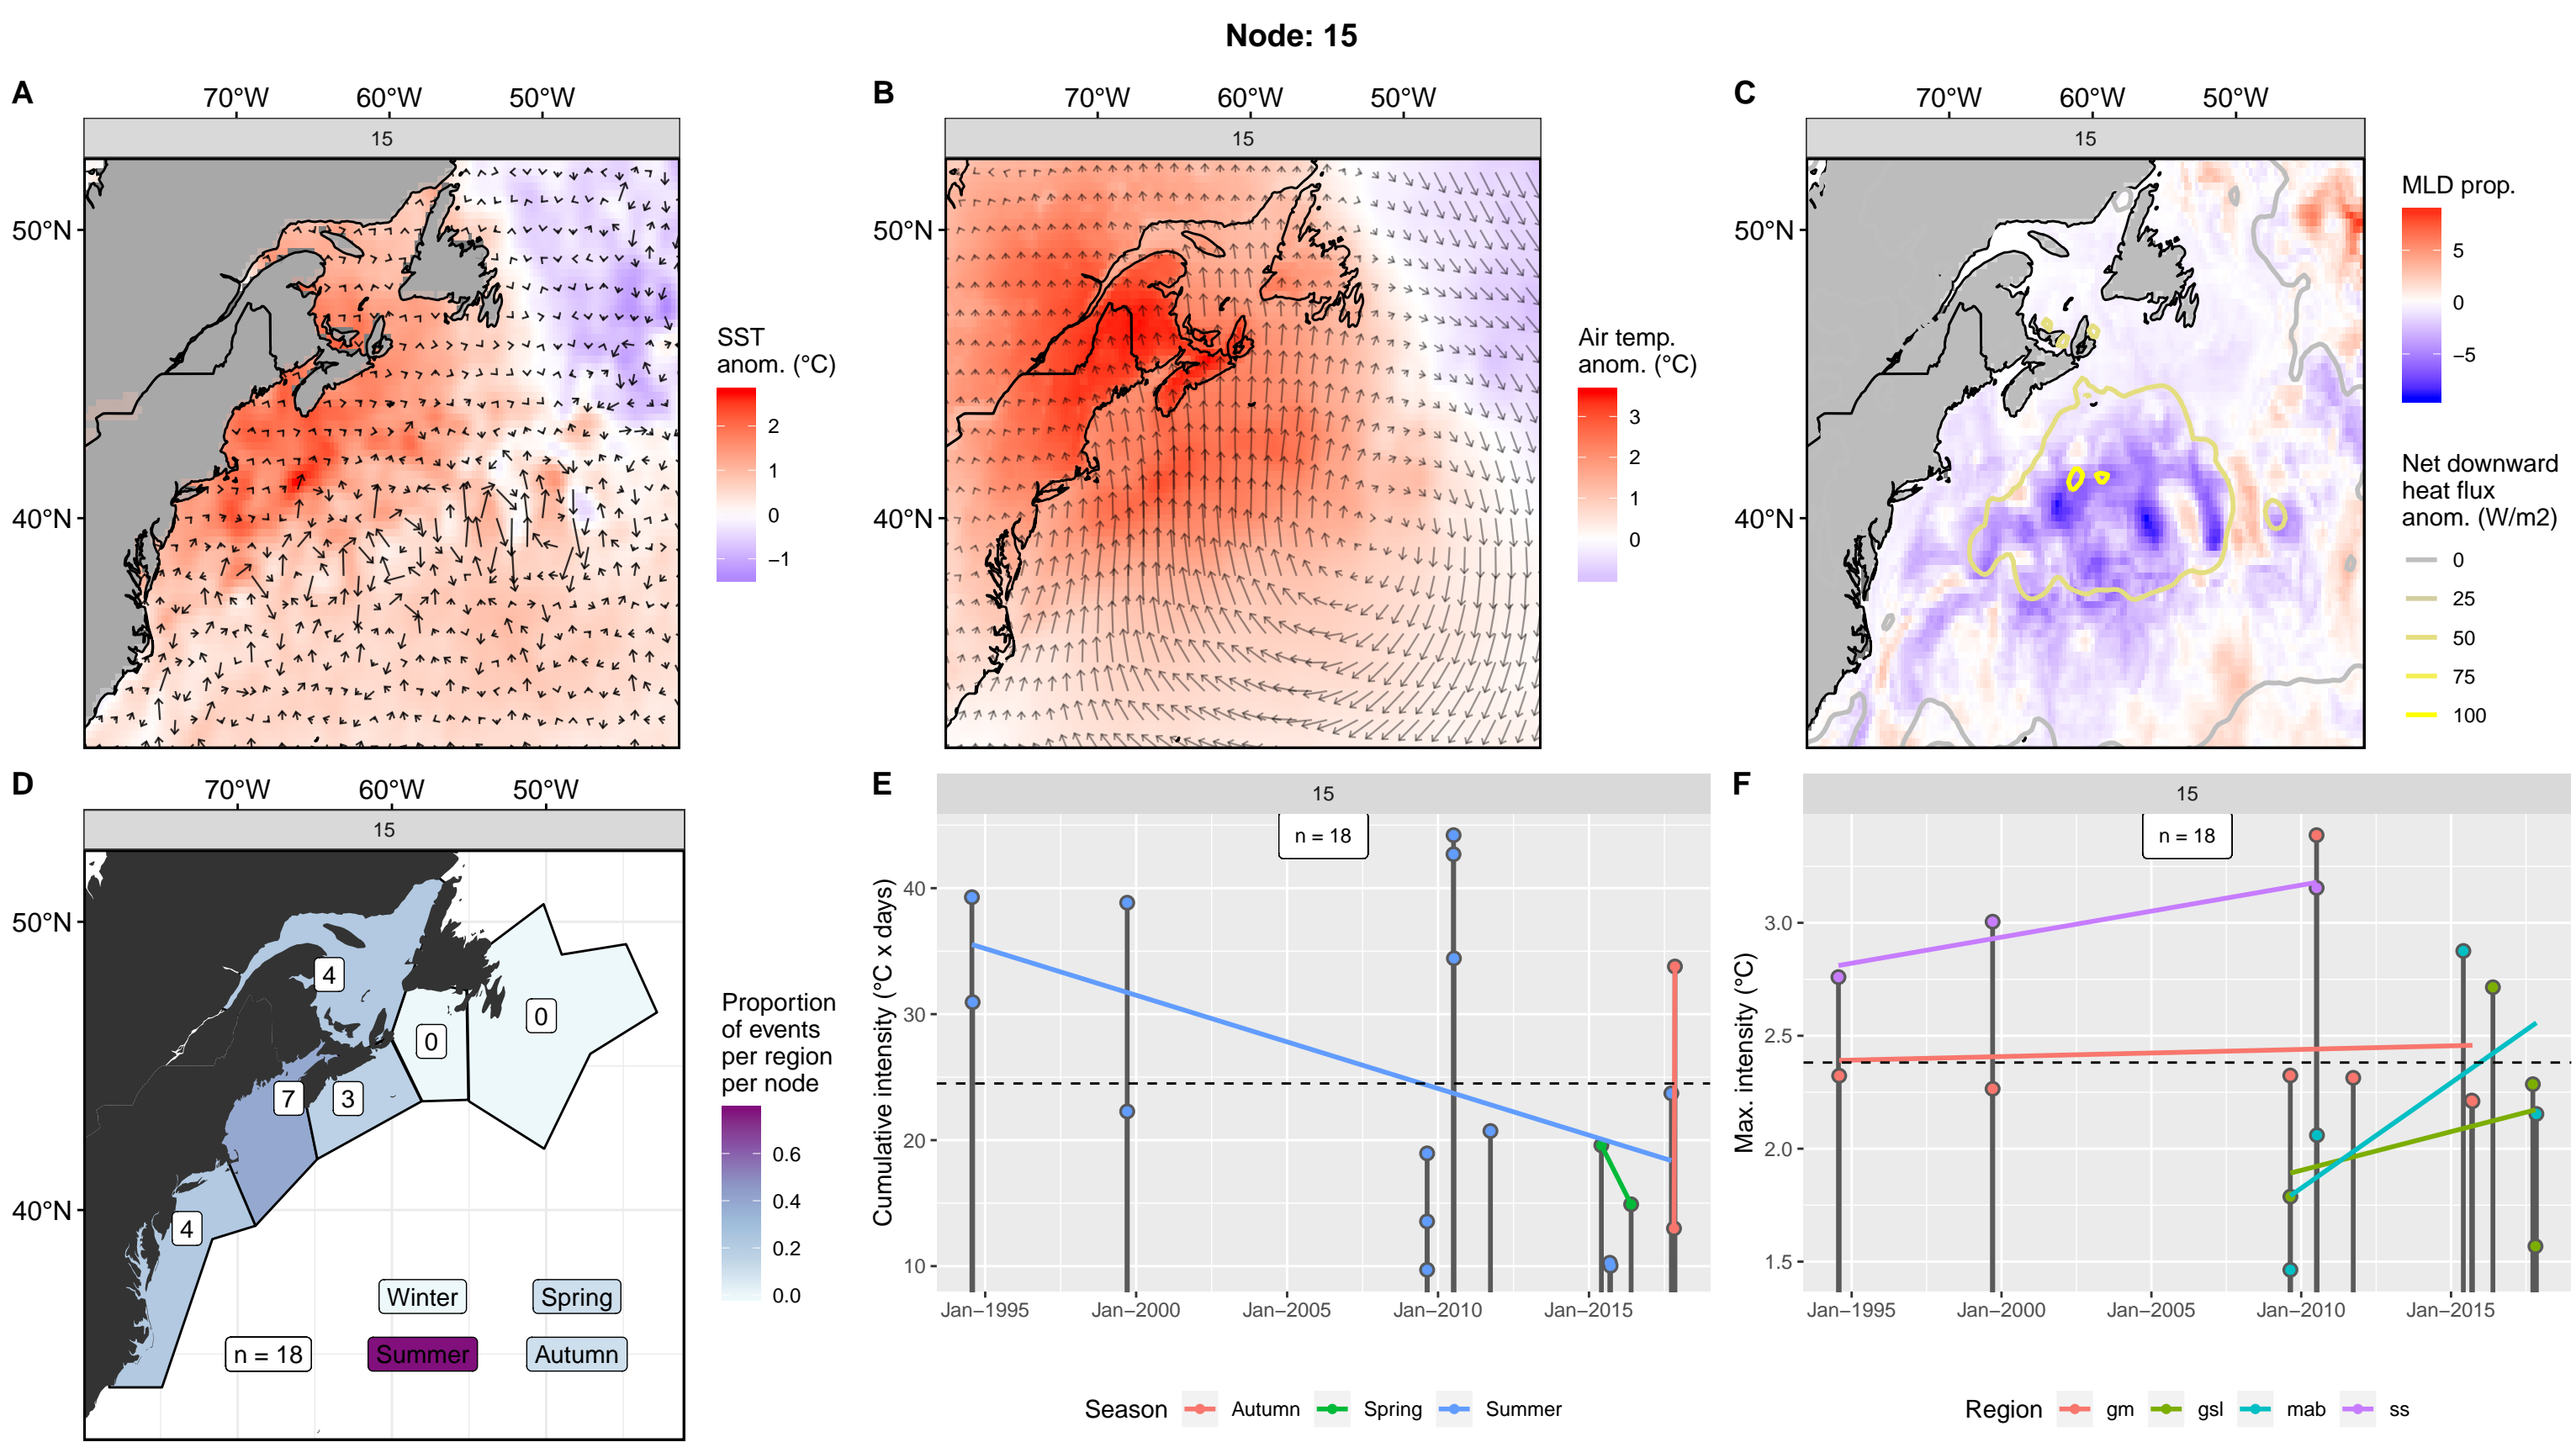 Node: 15
A
70°W 60°W 50°W
15
50°N
40°N
SST
anom. (°C)
2
1
0
−1
B
70°W 60°W 50°W
15
50°N
40°N
Air temp.
anom. (°C)
3
2
1
0
C
70°W 60°W 50°W
15
50°N
40°N
MLD prop.
5
0
−5
Net downward
heat flux
anom. (W/m2)
0
25
50
75
100
D
70°W 60°W 50°W
15
50°N
40°N
4
0
0
7
3
4
Winter Spring
n = 18 Summer Autumn
Proportion
of events
per region
per node
0.6
0.4
0.2
0.0
E
15
n = 18
Cumulative intensity (°C x days)
40
30
20
10
Jan−1995 Jan−2000 Jan−2005 Jan−2010 Jan−2015
Season Autumn Spring Summer
F
15
n = 18
Max. intensity (°C)
3.0
2.5
2.0
1.5
Jan−1995 Jan−2000 Jan−2005 Jan−2010 Jan−2015
Region gm gsl mab ss